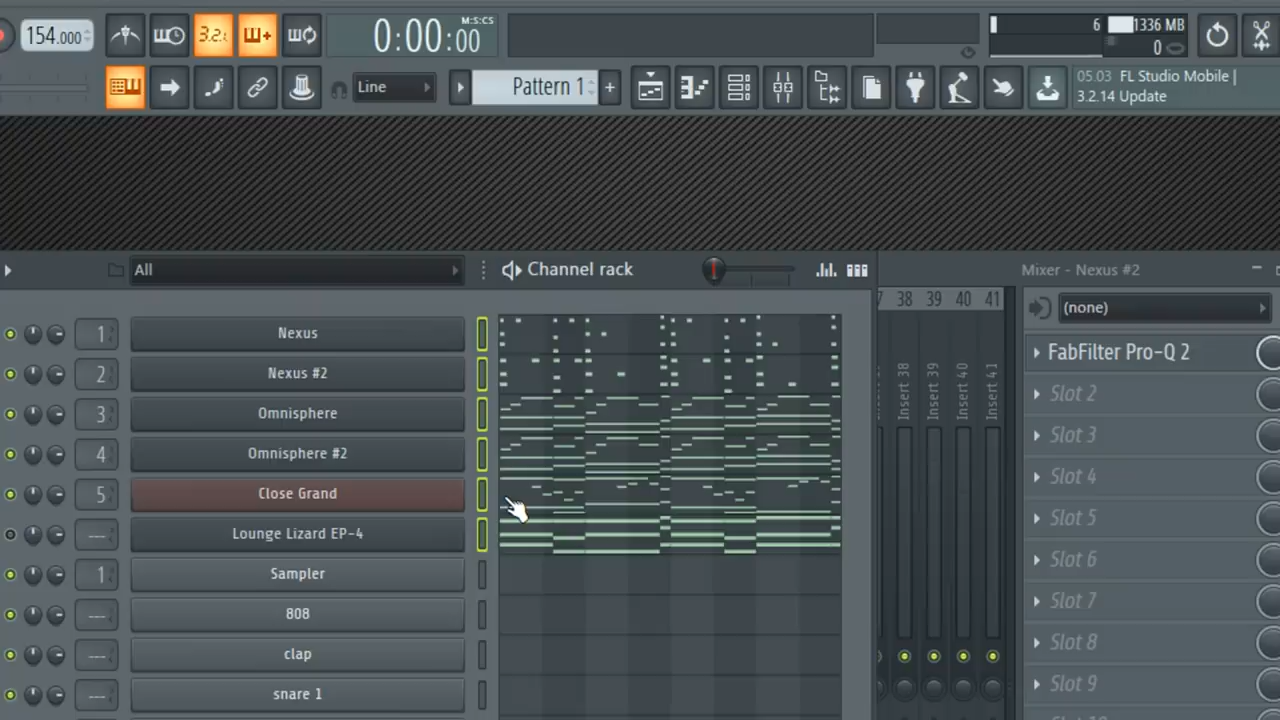 154.000
3.2.
M:S:CS
0:00:00
6
1336 MB
0
Line
Pattern 1
+
05.03 FL Studio Mobile |
3.2.14 Update
All
Channel rack
38 39 40 41
Mixer - Nexus #2
(none)
1 Nexus
2 Nexus #2
3 Omnisphere
4 Omnisphere #2
5 Close Grand
--- Lounge Lizard EP-4
1 Sampler
--- 808
--- clap
--- snare 1
Insert 38
Insert 39
Insert 40
Insert 41
FabFilter Pro-Q 2
Slot 2
Slot 3
Slot 4
Slot 5
Slot 6
Slot 7
Slot 8
Slot 9